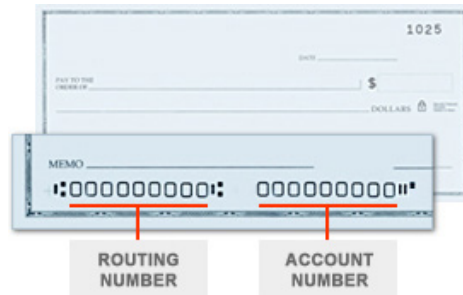 1025
DATE
PAY TO THE
ORDER OF
$
DOLLARS
MEMO
⑆000000000⑆ 000000000⑈
ROUTING
NUMBER
ACCOUNT
NUMBER